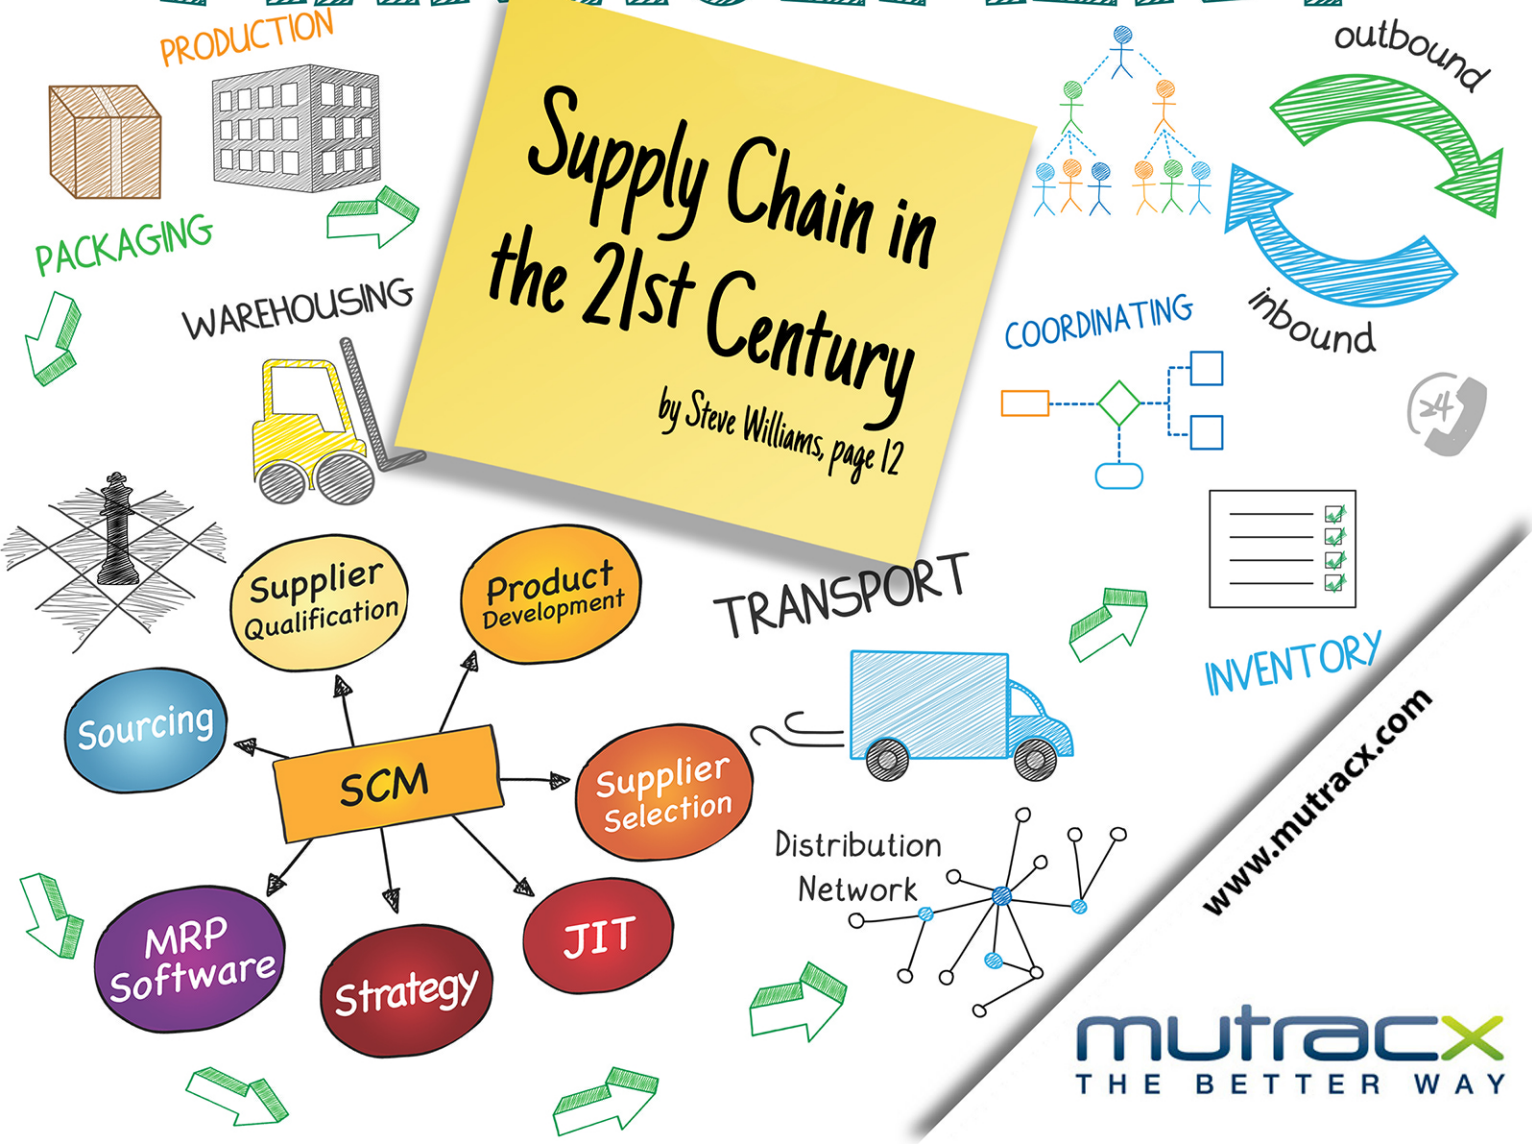 PRODUCTION
outbound
Supply Chain in
the 21st Century
by Steve Williams, page 12
PACKAGING
WAREHOUSING
COORDINATING
inbound
24
Supplier
Qualification
Product
Development
TRANSPORT
INVENTORY
Sourcing
SCM
Supplier
Selection
www.mutracx.com
Distribution
Network
MRP
Software
Strategy
JIT
mutracx
THE BETTER WAY